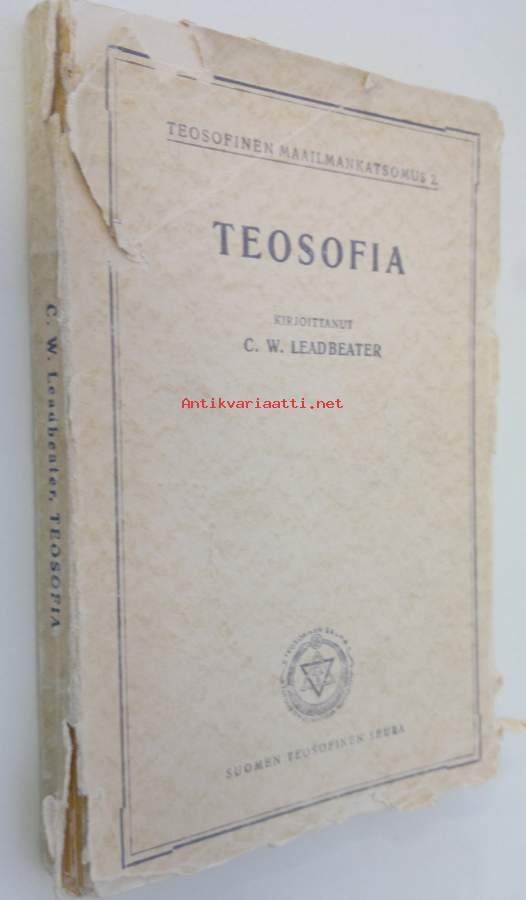 TEOSOFINEN MAAILMANKATSOMUS 2.
TEOSOFIA
KIRJOITTANUT
C. W. LEADBEATER
Antikvariaatti.net
SUOMEN TEOSOFINEN SEURA
C. W. Leadbeater, TEOSOFIA